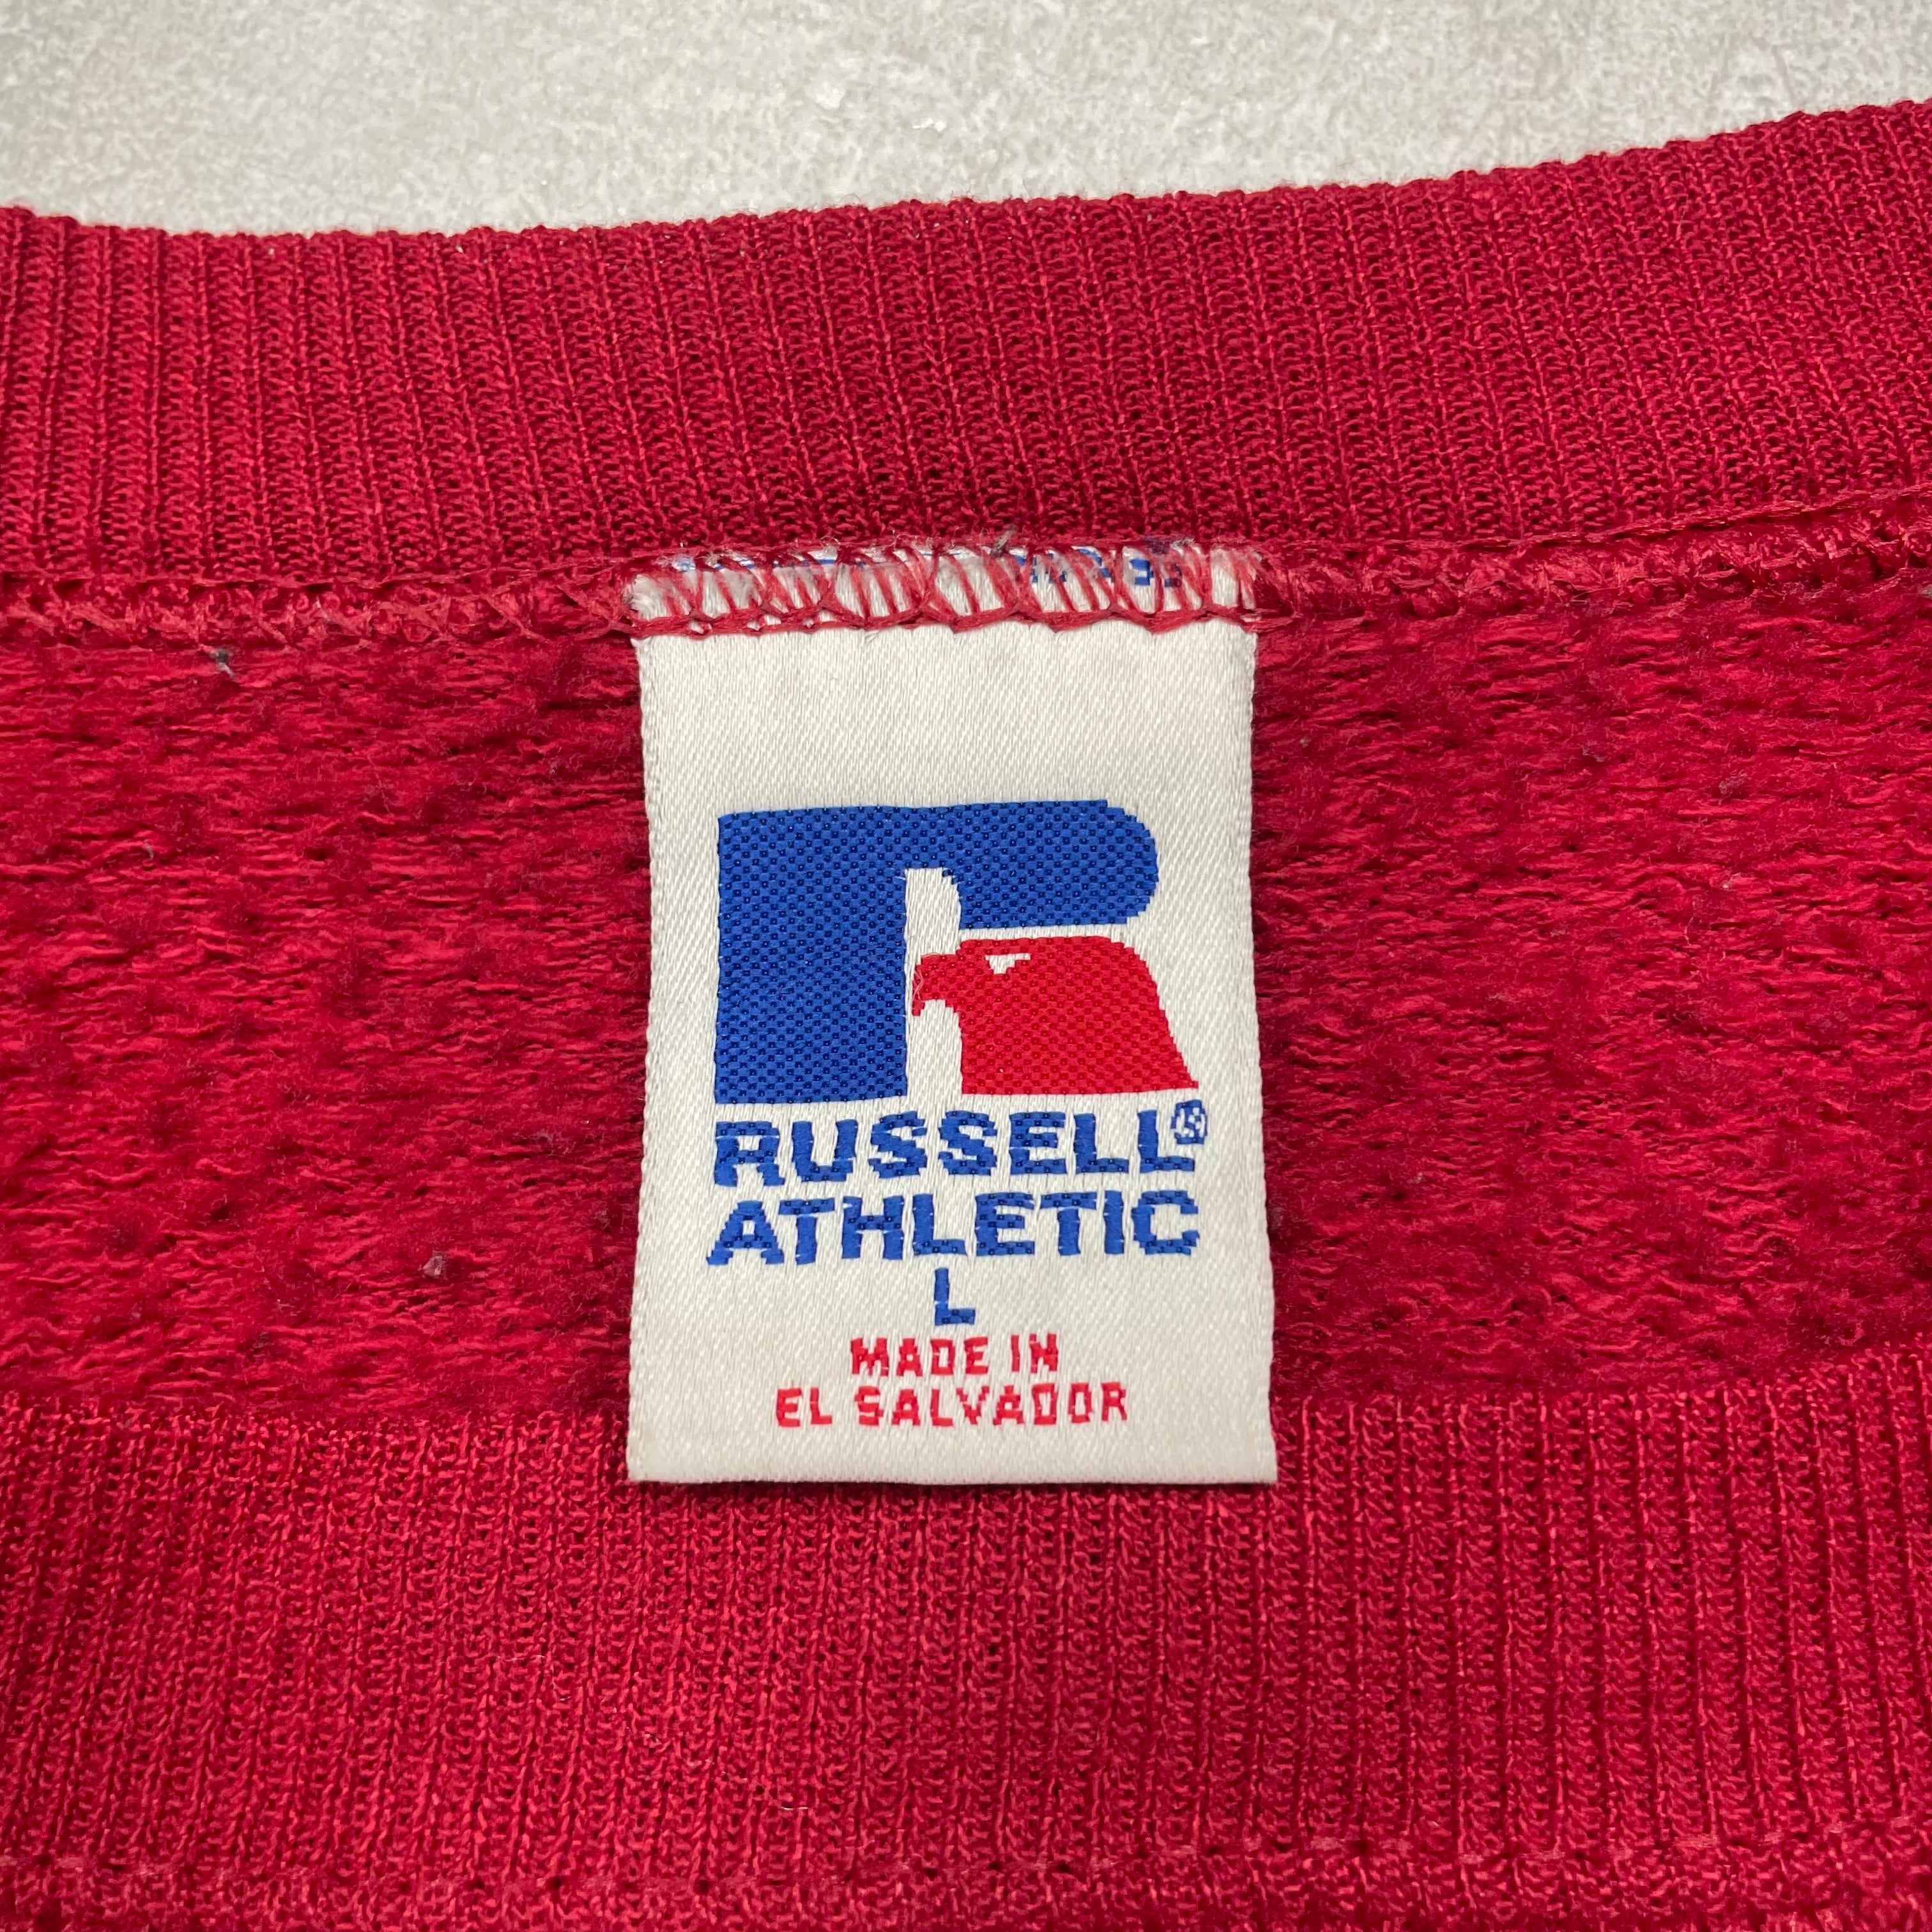 RUSSELL®
ATHLETIC
L
MADE IN
EL SALVADOR